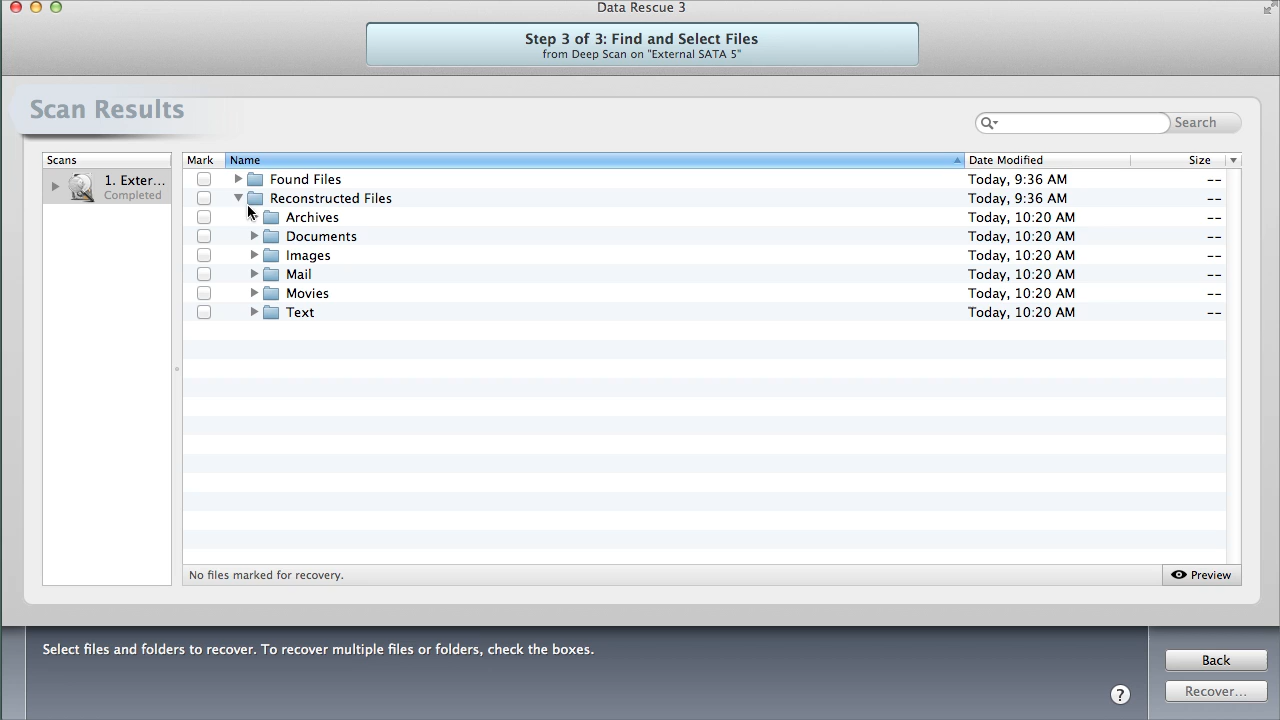 Data Rescue 3
Step 3 of 3: Find and Select Files
from Deep Scan on "External SATA 5"
Scan Results
Search
Scans
Mark Name Date Modified Size
1. Exter...
Completed
Found Files Today, 9:36 AM --
Reconstructed Files Today, 9:36 AM --
Archives Today, 10:20 AM --
Documents Today, 10:20 AM --
Images Today, 10:20 AM --
Mail Today, 10:20 AM --
Movies Today, 10:20 AM --
Text Today, 10:20 AM --
No files marked for recovery.
Preview
Select files and folders to recover. To recover multiple files or folders, check the boxes.
Back
?
Recover...